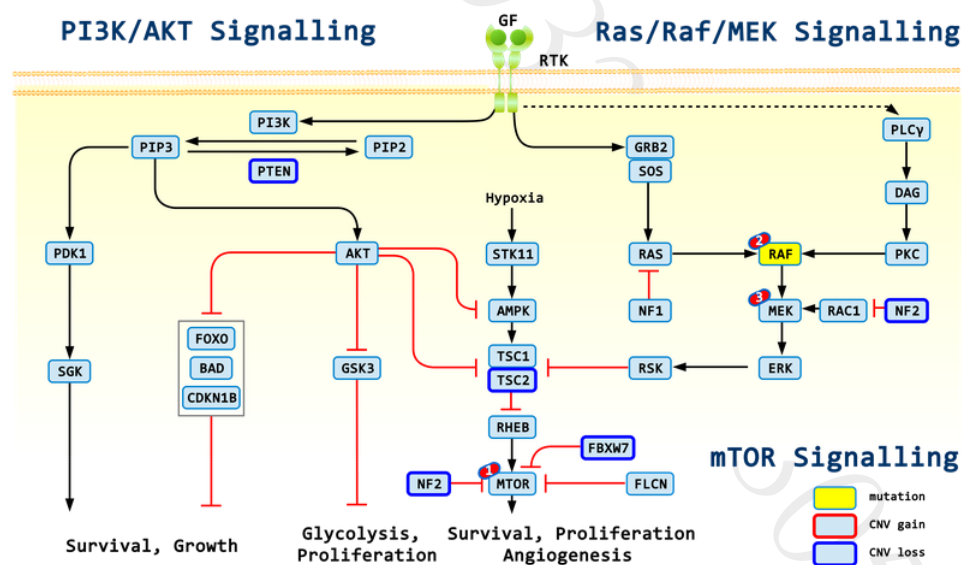 PI3K/AKT Signalling
GF
Ras/Raf/MEK Signalling
RTK
PI3K
PLCγ
PIP3
PIP2
GRB2
PTEN
SOS
DAG
Hypoxia
PDK1
AKT
STK11
RAS
2
RAF
PKC
3
AMPK
NF1
MEK
RAC1
NF2
FOXO
BAD
CDKN1B
GSK3
TSC1
TSC2
RSK
ERK
SGK
RHEB
FBXW7
mTOR Signalling
1
NF2
MTOR
FLCN
mutation
CNV gain
CNV loss
Survival, Growth
Glycolysis,
Proliferation
Survival, Proliferation
Angiogenesis